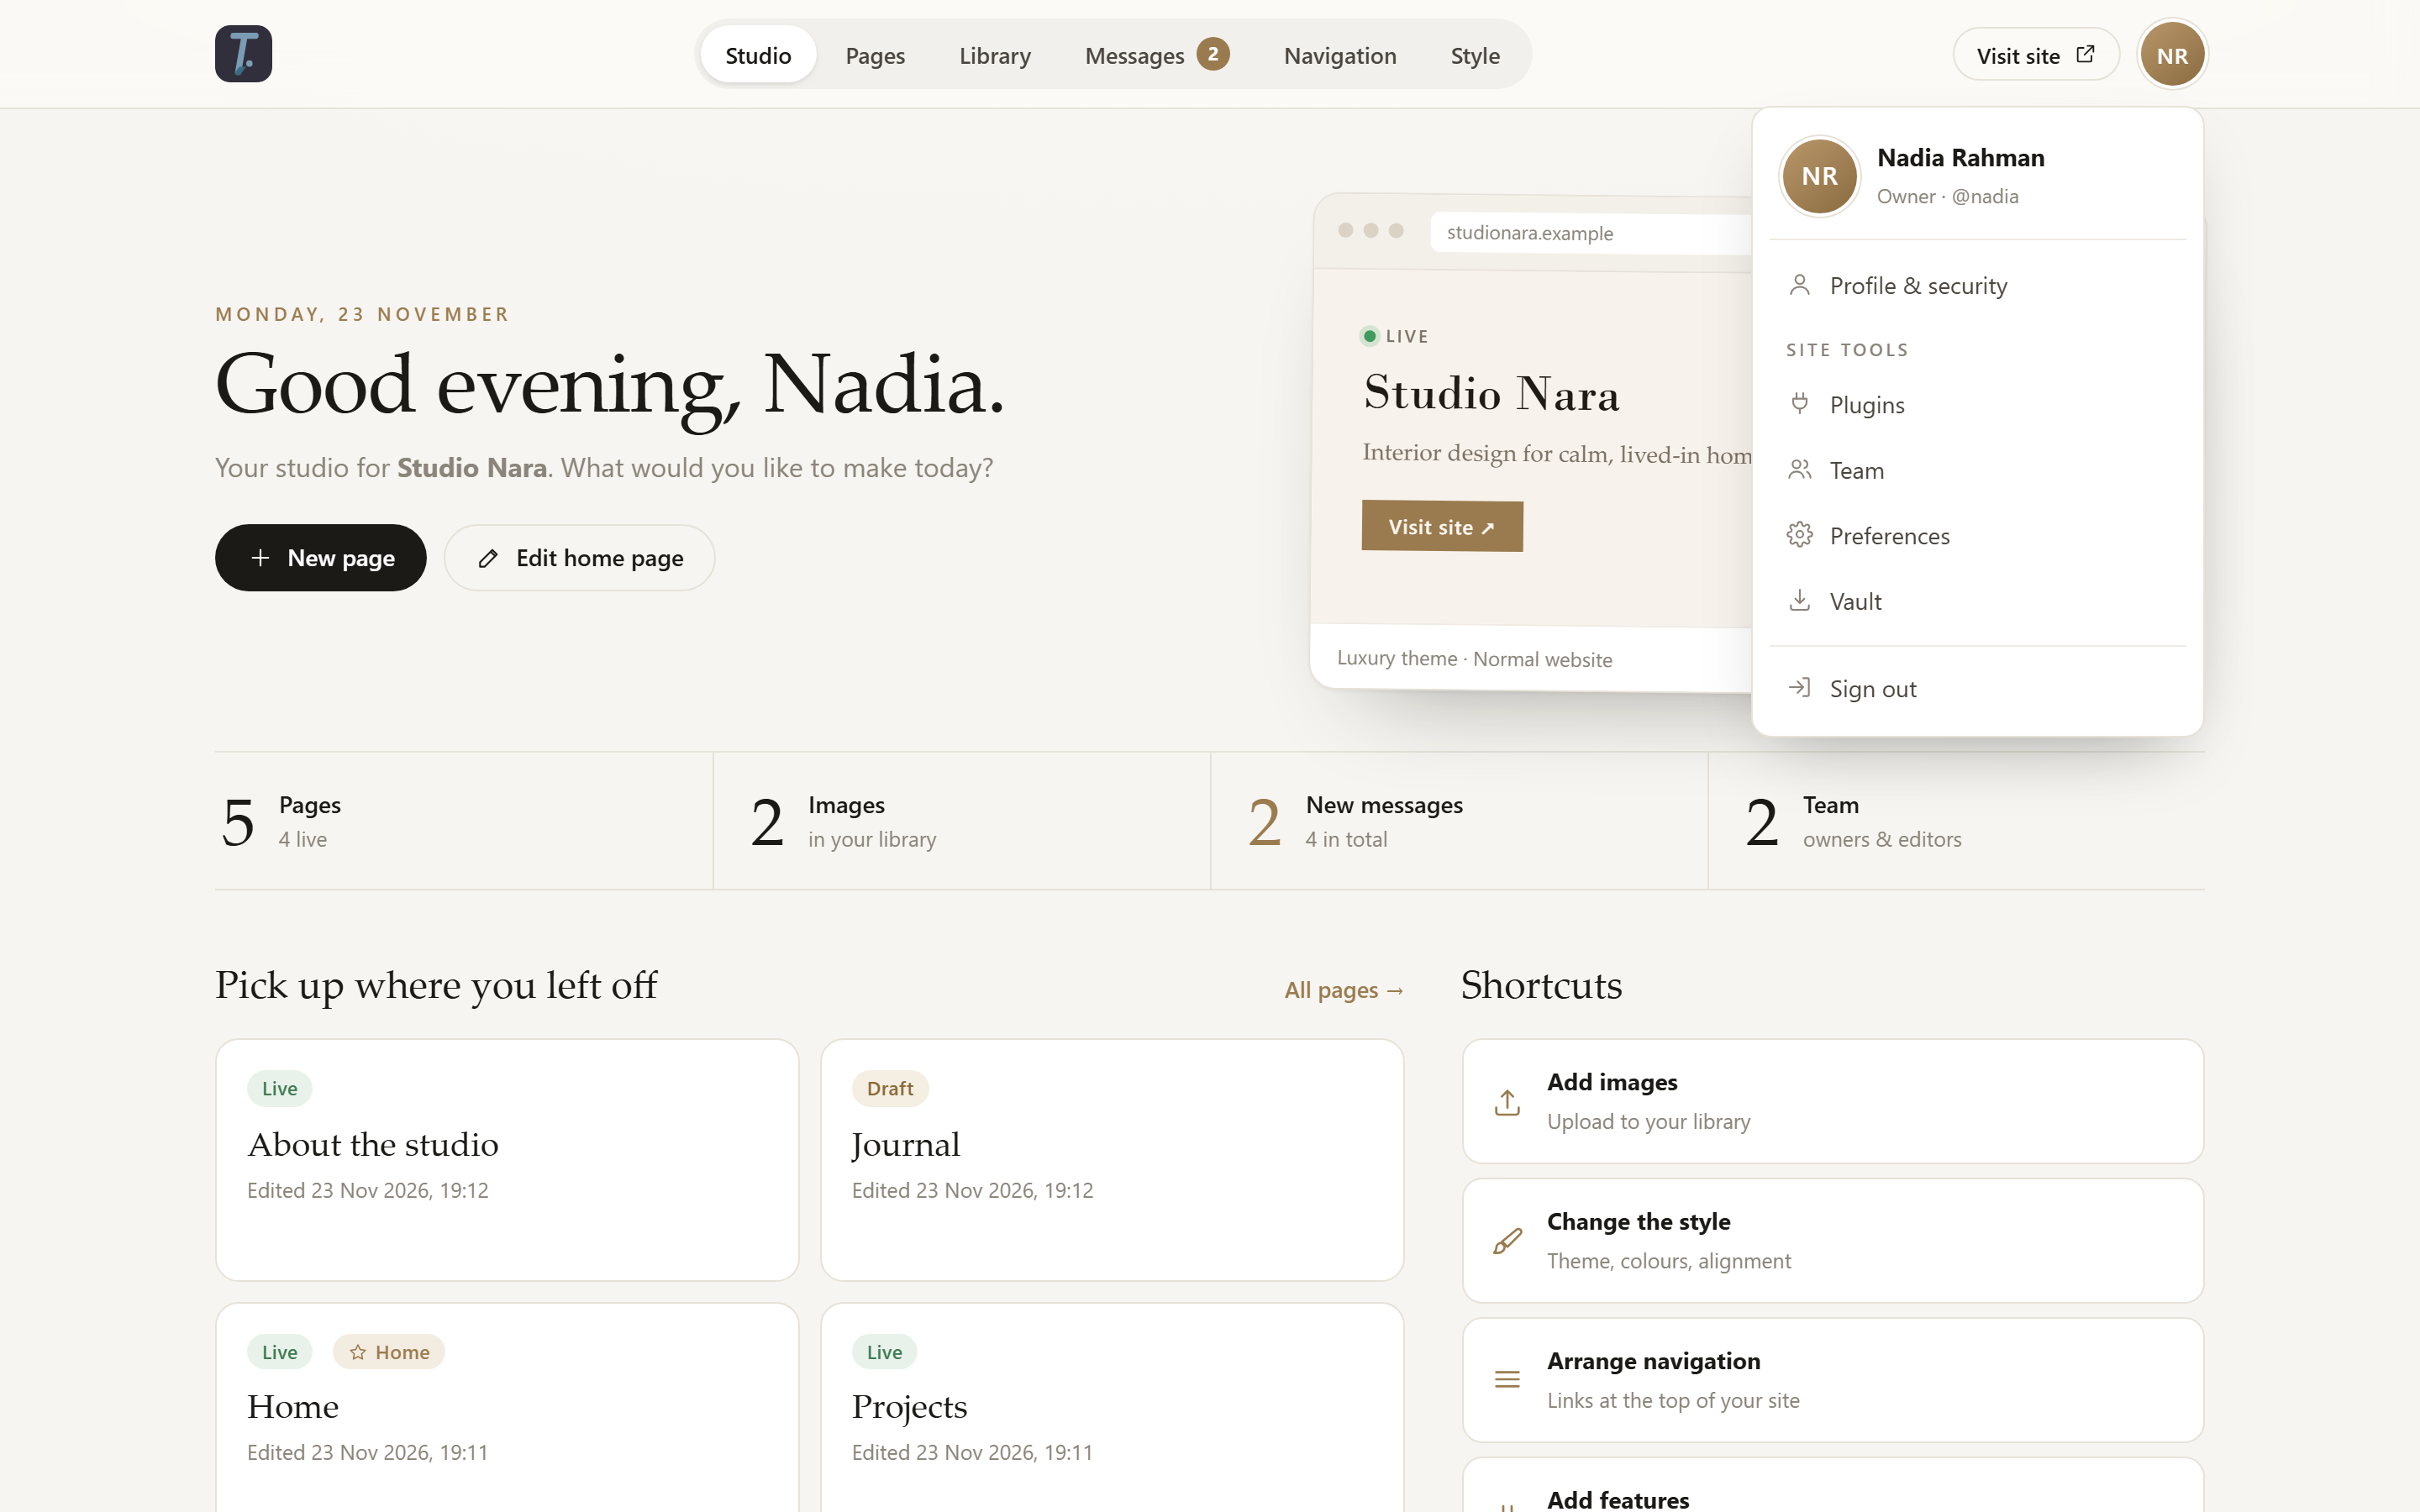 T.
Studio
Pages
Library
Messages 2
Navigation
Style
Visit site
NR
NR
Nadia Rahman
Owner · @nadia
Profile & security
SITE TOOLS
Plugins
Team
Preferences
Vault
Sign out
MONDAY, 23 NOVEMBER
Good evening, Nadia.
Your studio for Studio Nara. What would you like to make today?
New page
Edit home page
studionara.example
LIVE
Studio Nara
Interior design for calm, lived-in hom
Visit site ↗
Luxury theme · Normal website
5
Pages
4 live
2
Images
in your library
2
New messages
4 in total
2
Team
owners & editors
Pick up where you left off
All pages →
Live
About the studio
Edited 23 Nov 2026, 19:12
Draft
Journal
Edited 23 Nov 2026, 19:12
Live
Home
Home
Edited 23 Nov 2026, 19:11
Live
Projects
Edited 23 Nov 2026, 19:11
Shortcuts
Add images
Upload to your library
Change the style
Theme, colours, alignment
Arrange navigation
Links at the top of your site
Add features